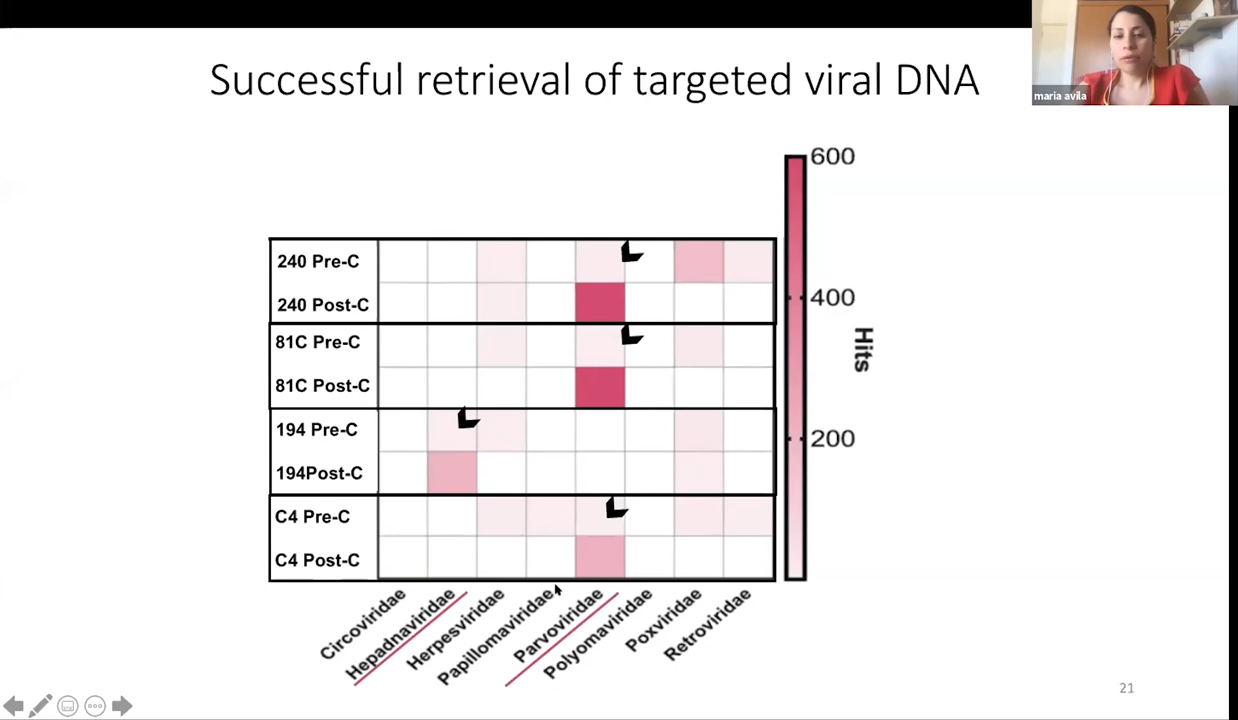 Successful retrieval of targeted viral DNA
maria avila
600
400
200
Hits
240 Pre-C
240 Post-C
81C Pre-C
81C Post-C
194 Pre-C
194Post-C
C4 Pre-C
C4 Post-C
Circoviridae
Hepadnaviridae
Herpesviridae
Papillomaviridae
Parvoviridae
Polyomaviridae
Poxviridae
Retroviridae
21